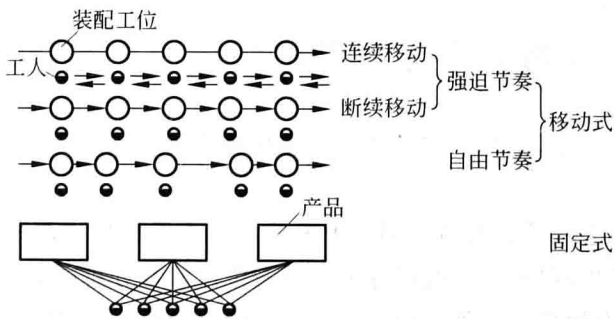 装配工位
连续移动
工人
强迫节奏
断续移动
移动式
自由节奏
产品
固定式